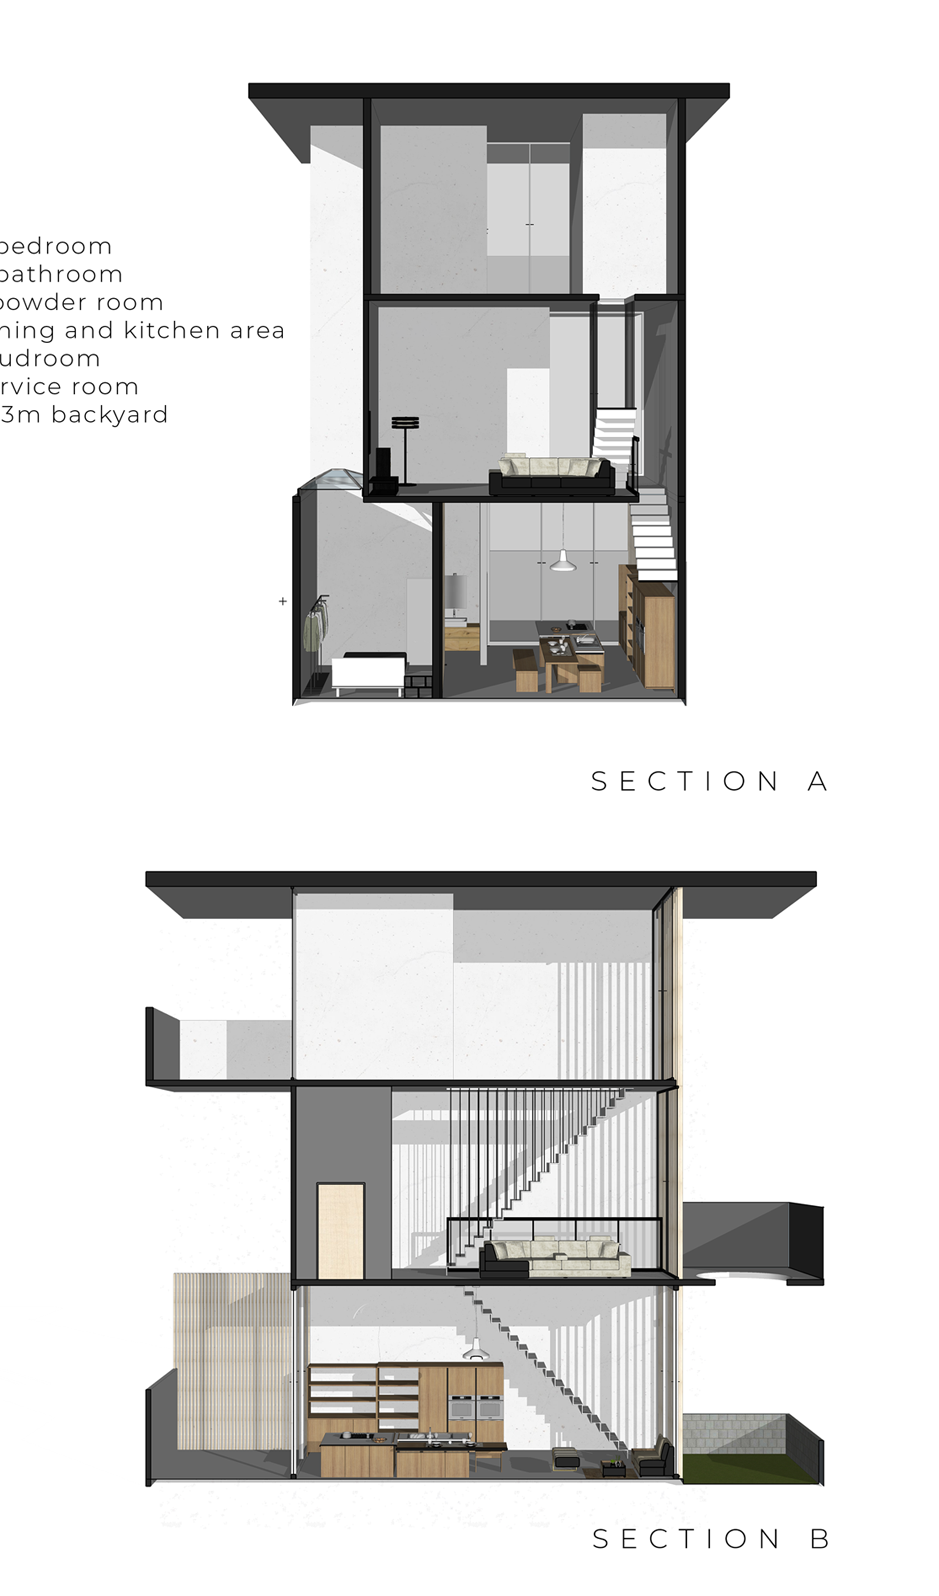 bedroom
bathroom
powder room
ning and kitchen area
udroom
rvice room
3m backyard
SECTION A
SECTION B